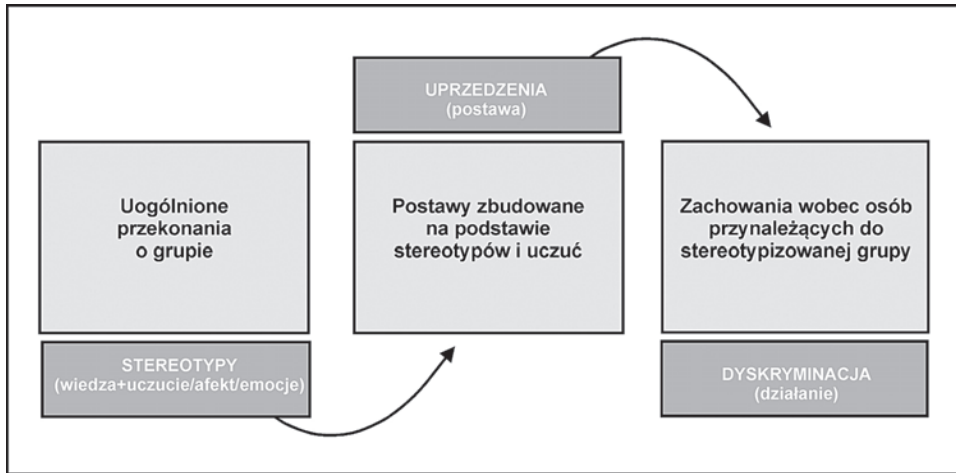 Uogólnione
przekonania
o grupie
STEREOTYPY
(wiedza+uczucie/afekt/emocje)
UPRZEDZENIA
(postawa)
Postawy zbudowane
na podstawie
stereotypów i uczuć
Zachowania wobec osób
przynależących do
stereotypizowanej grupy
DYSKRYMINACJA
(działanie)